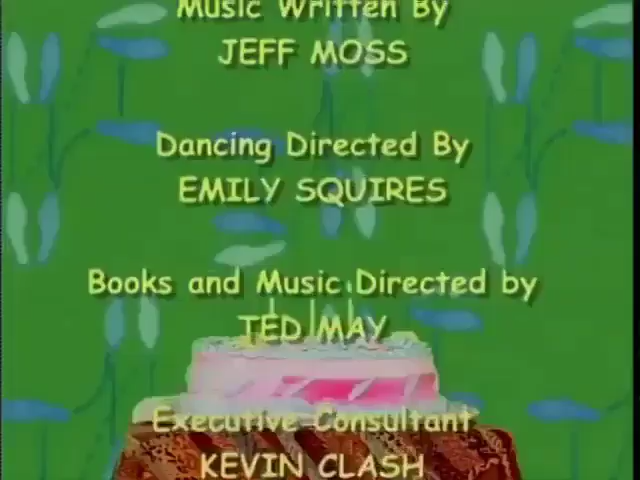 Music Written By
JEFF MOSS
Dancing Directed By
EMILY SQUIRES
Books and Music Directed by
TED MAY
Executive Consultant
KEVIN CLASH